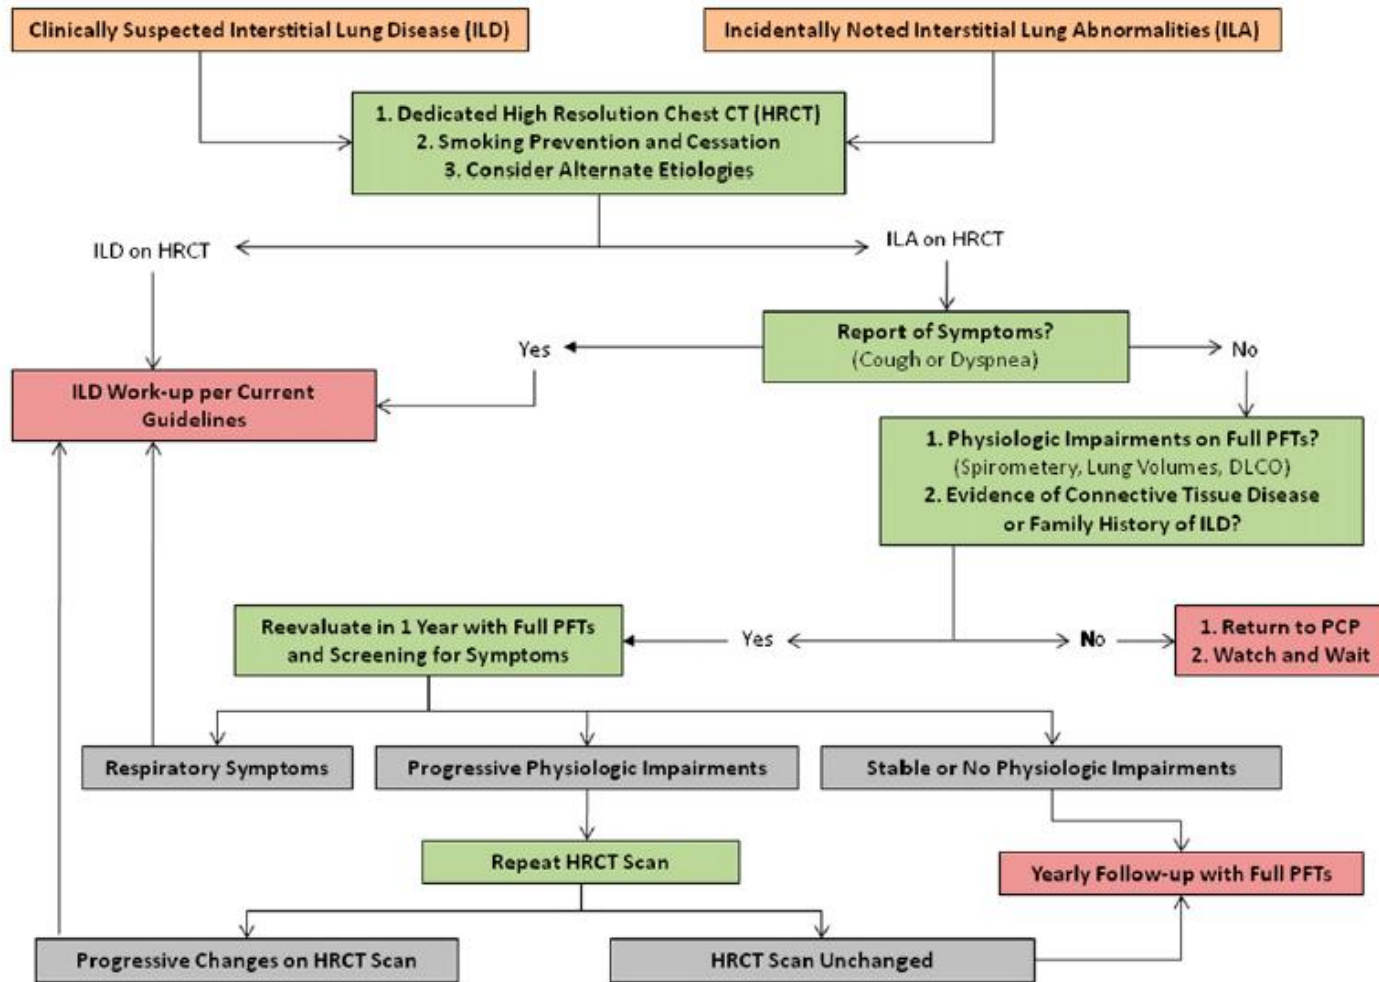 Clinically Suspected Interstitial Lung Disease (ILD)
Incidentally Noted Interstitial Lung Abnormalities (ILA)
1. Dedicated High Resolution Chest CT (HRCT)
2. Smoking Prevention and Cessation
3. Consider Alternate Etiologies
ILD on HRCT
ILA on HRCT
Report of Symptoms?
(Cough or Dyspnea)
Yes
No
ILD Work-up per Current
Guidelines
1. Physiologic Impairments on Full PFTs?
(Spirometery, Lung Volumes, DLCO)
2. Evidence of Connective Tissue Disease
or Family History of ILD?
Reevaluate in 1 Year with Full PFTs
and Screening for Symptoms
Yes
No
1. Return to PCP
2. Watch and Wait
Respiratory Symptoms
Progressive Physiologic Impairments
Stable or No Physiologic Impairments
Repeat HRCT Scan
Yearly Follow-up with Full PFTs
Progressive Changes on HRCT Scan
HRCT Scan Unchanged